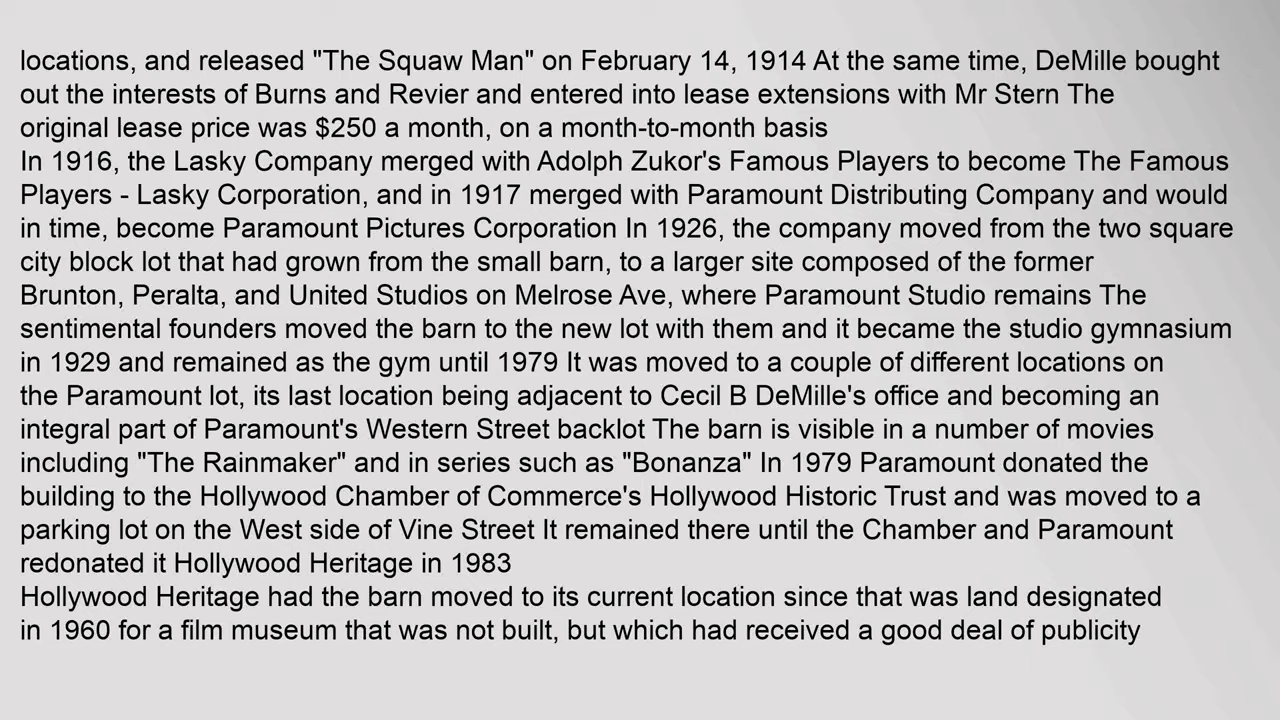 locations, and released "The Squaw Man" on February 14, 1914 At the same time, DeMille bought
out the interests of Burns and Revier and entered into lease extensions with Mr Stern The
original lease price was $250 a month, on a month-to-month basis
In 1916, the Lasky Company merged with Adolph Zukor's Famous Players to become The Famous
Players - Lasky Corporation, and in 1917 merged with Paramount Distributing Company and would
in time, become Paramount Pictures Corporation In 1926, the company moved from the two square
city block lot that had grown from the small barn, to a larger site composed of the former
Brunton, Peralta, and United Studios on Melrose Ave, where Paramount Studio remains The
sentimental founders moved the barn to the new lot with them and it became the studio gymnasium
in 1929 and remained as the gym until 1979 It was moved to a couple of different locations on
the Paramount lot, its last location being adjacent to Cecil B DeMille's office and becoming an
integral part of Paramount's Western Street backlot The barn is visible in a number of movies
including "The Rainmaker" and in series such as "Bonanza" In 1979 Paramount donated the
building to the Hollywood Chamber of Commerce's Hollywood Historic Trust and was moved to a
parking lot on the West side of Vine Street It remained there until the Chamber and Paramount
redonated it Hollywood Heritage in 1983
Hollywood Heritage had the barn moved to its current location since that was land designated
in 1960 for a film museum that was not built, but which had received a good deal of publicity